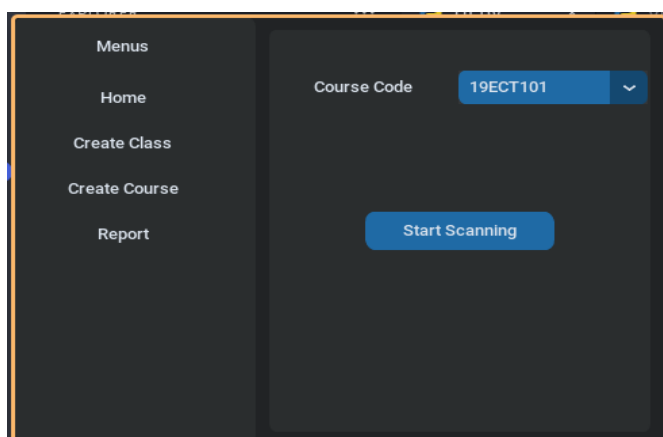 Menus
Home
Create Class
Create Course
Report
Course Code
19ECT101
Start Scanning